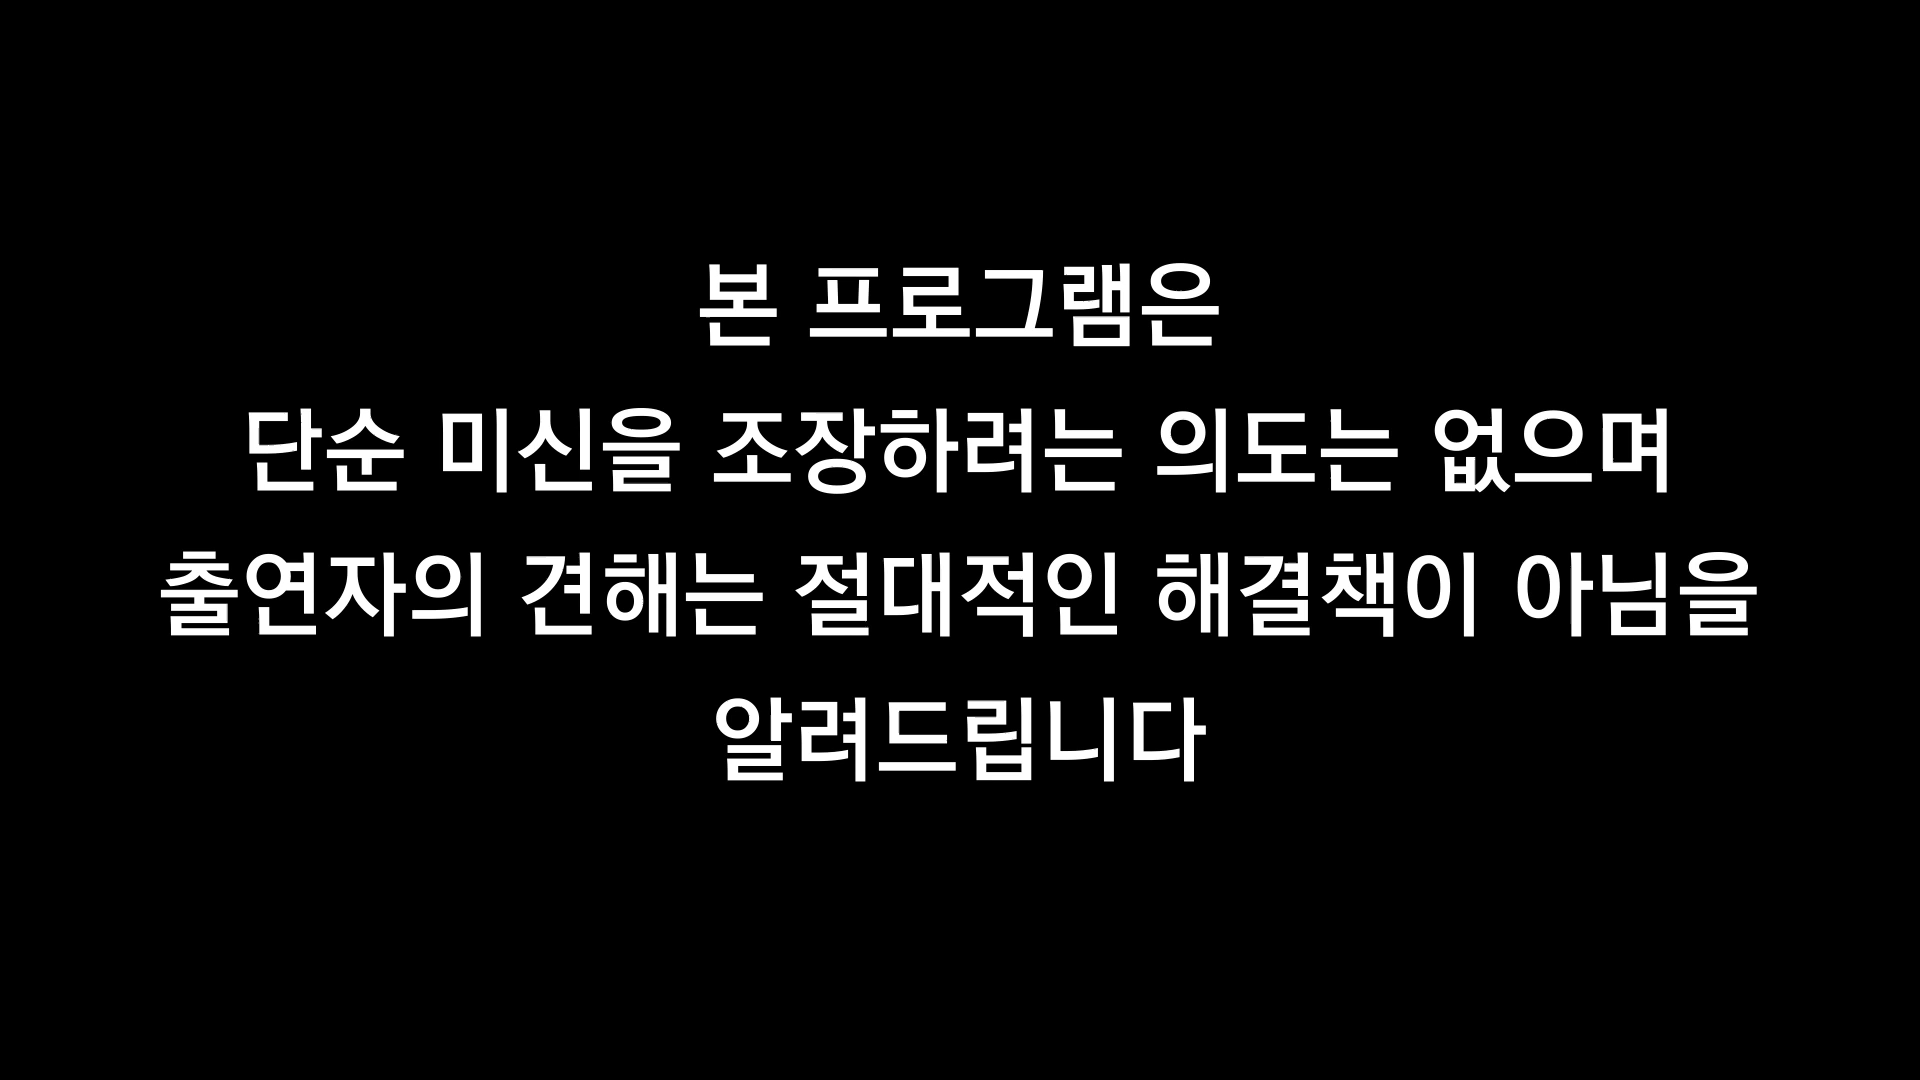 본 프로그램은
단순 미신을 조장하려는 의도는 없으며
출연자의 견해는 절대적인 해결책이 아님을
알려드립니다